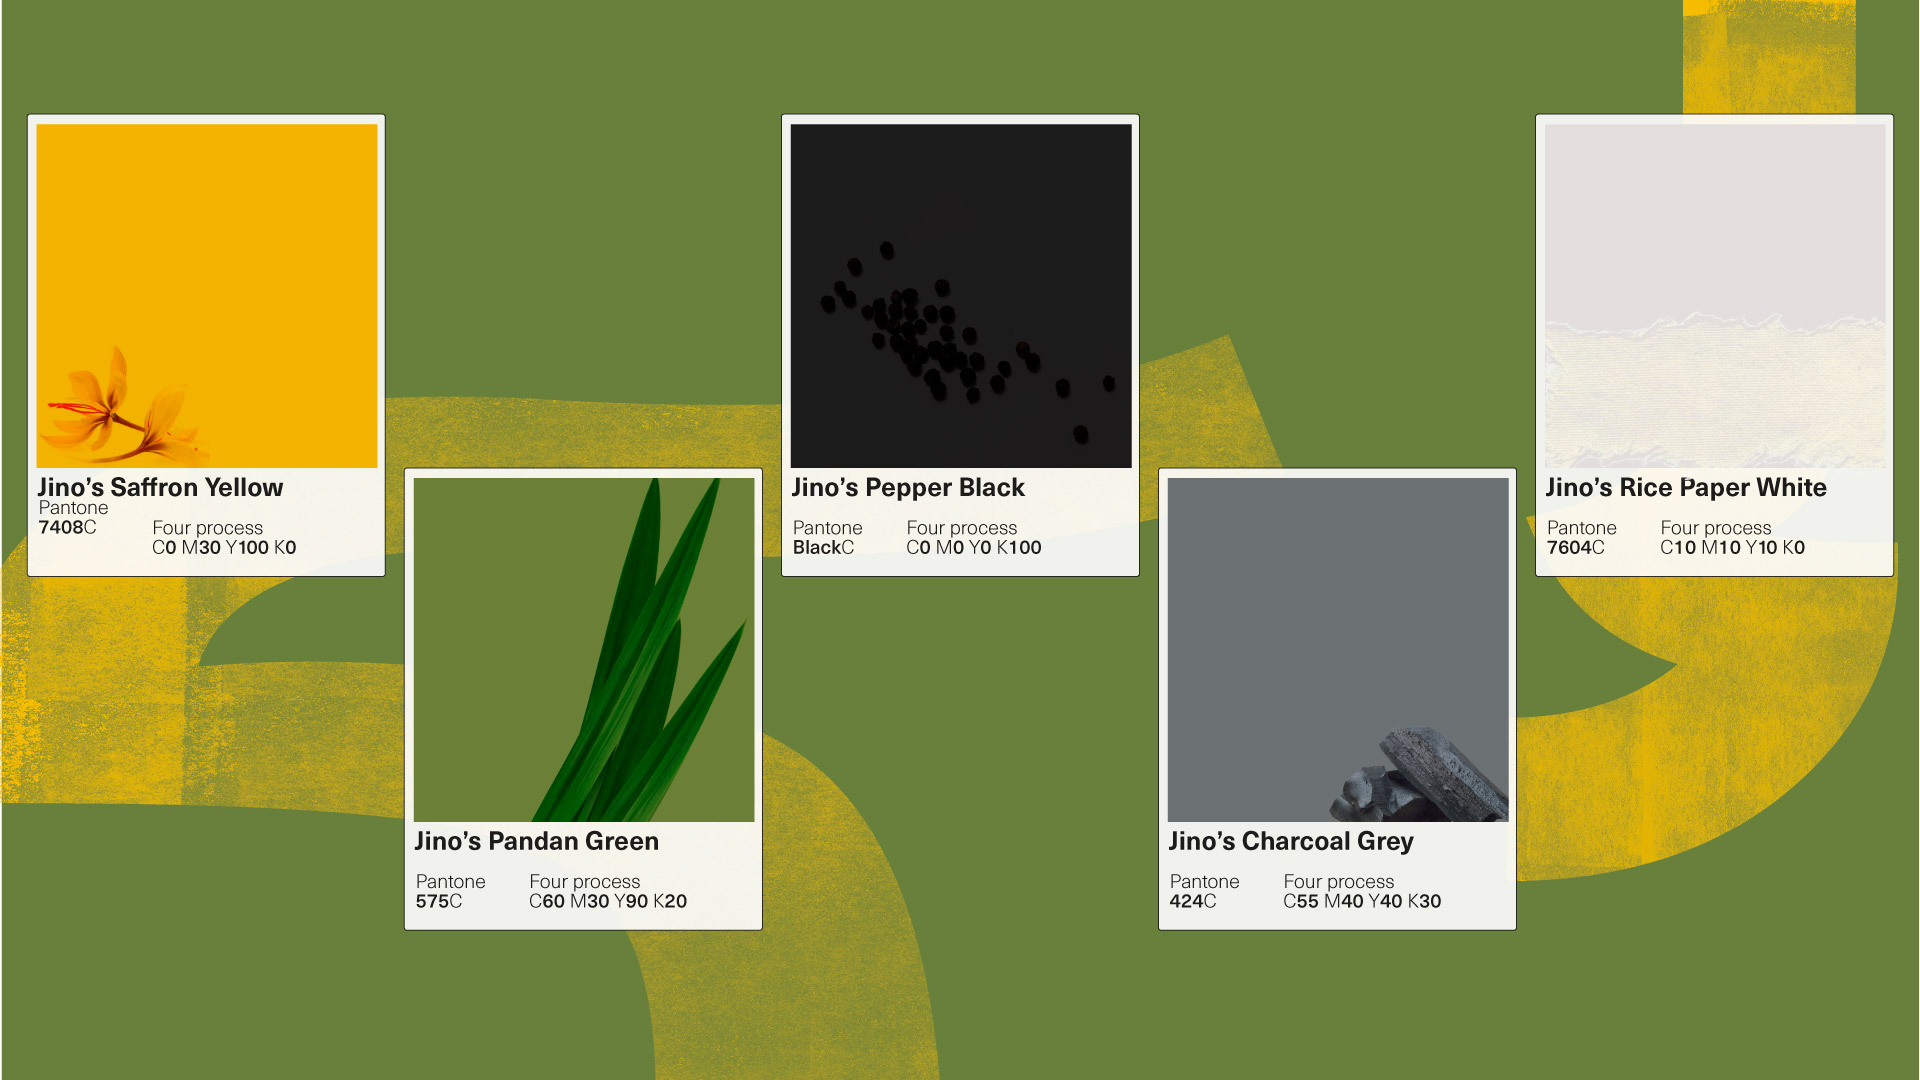 Jino’s Saffron Yellow
Pantone
7408C
Four process
C0 M30 Y100 K0
Jino’s Pandan Green
Pantone
575C
Four process
C60 M30 Y90 K20
Jino’s Pepper Black
Pantone
BlackC
Four process
C0 M0 Y0 K100
Jino’s Charcoal Grey
Pantone
424C
Four process
C55 M40 Y40 K30
Jino’s Rice Paper White
Pantone
7604C
Four process
C10 M10 Y10 K0